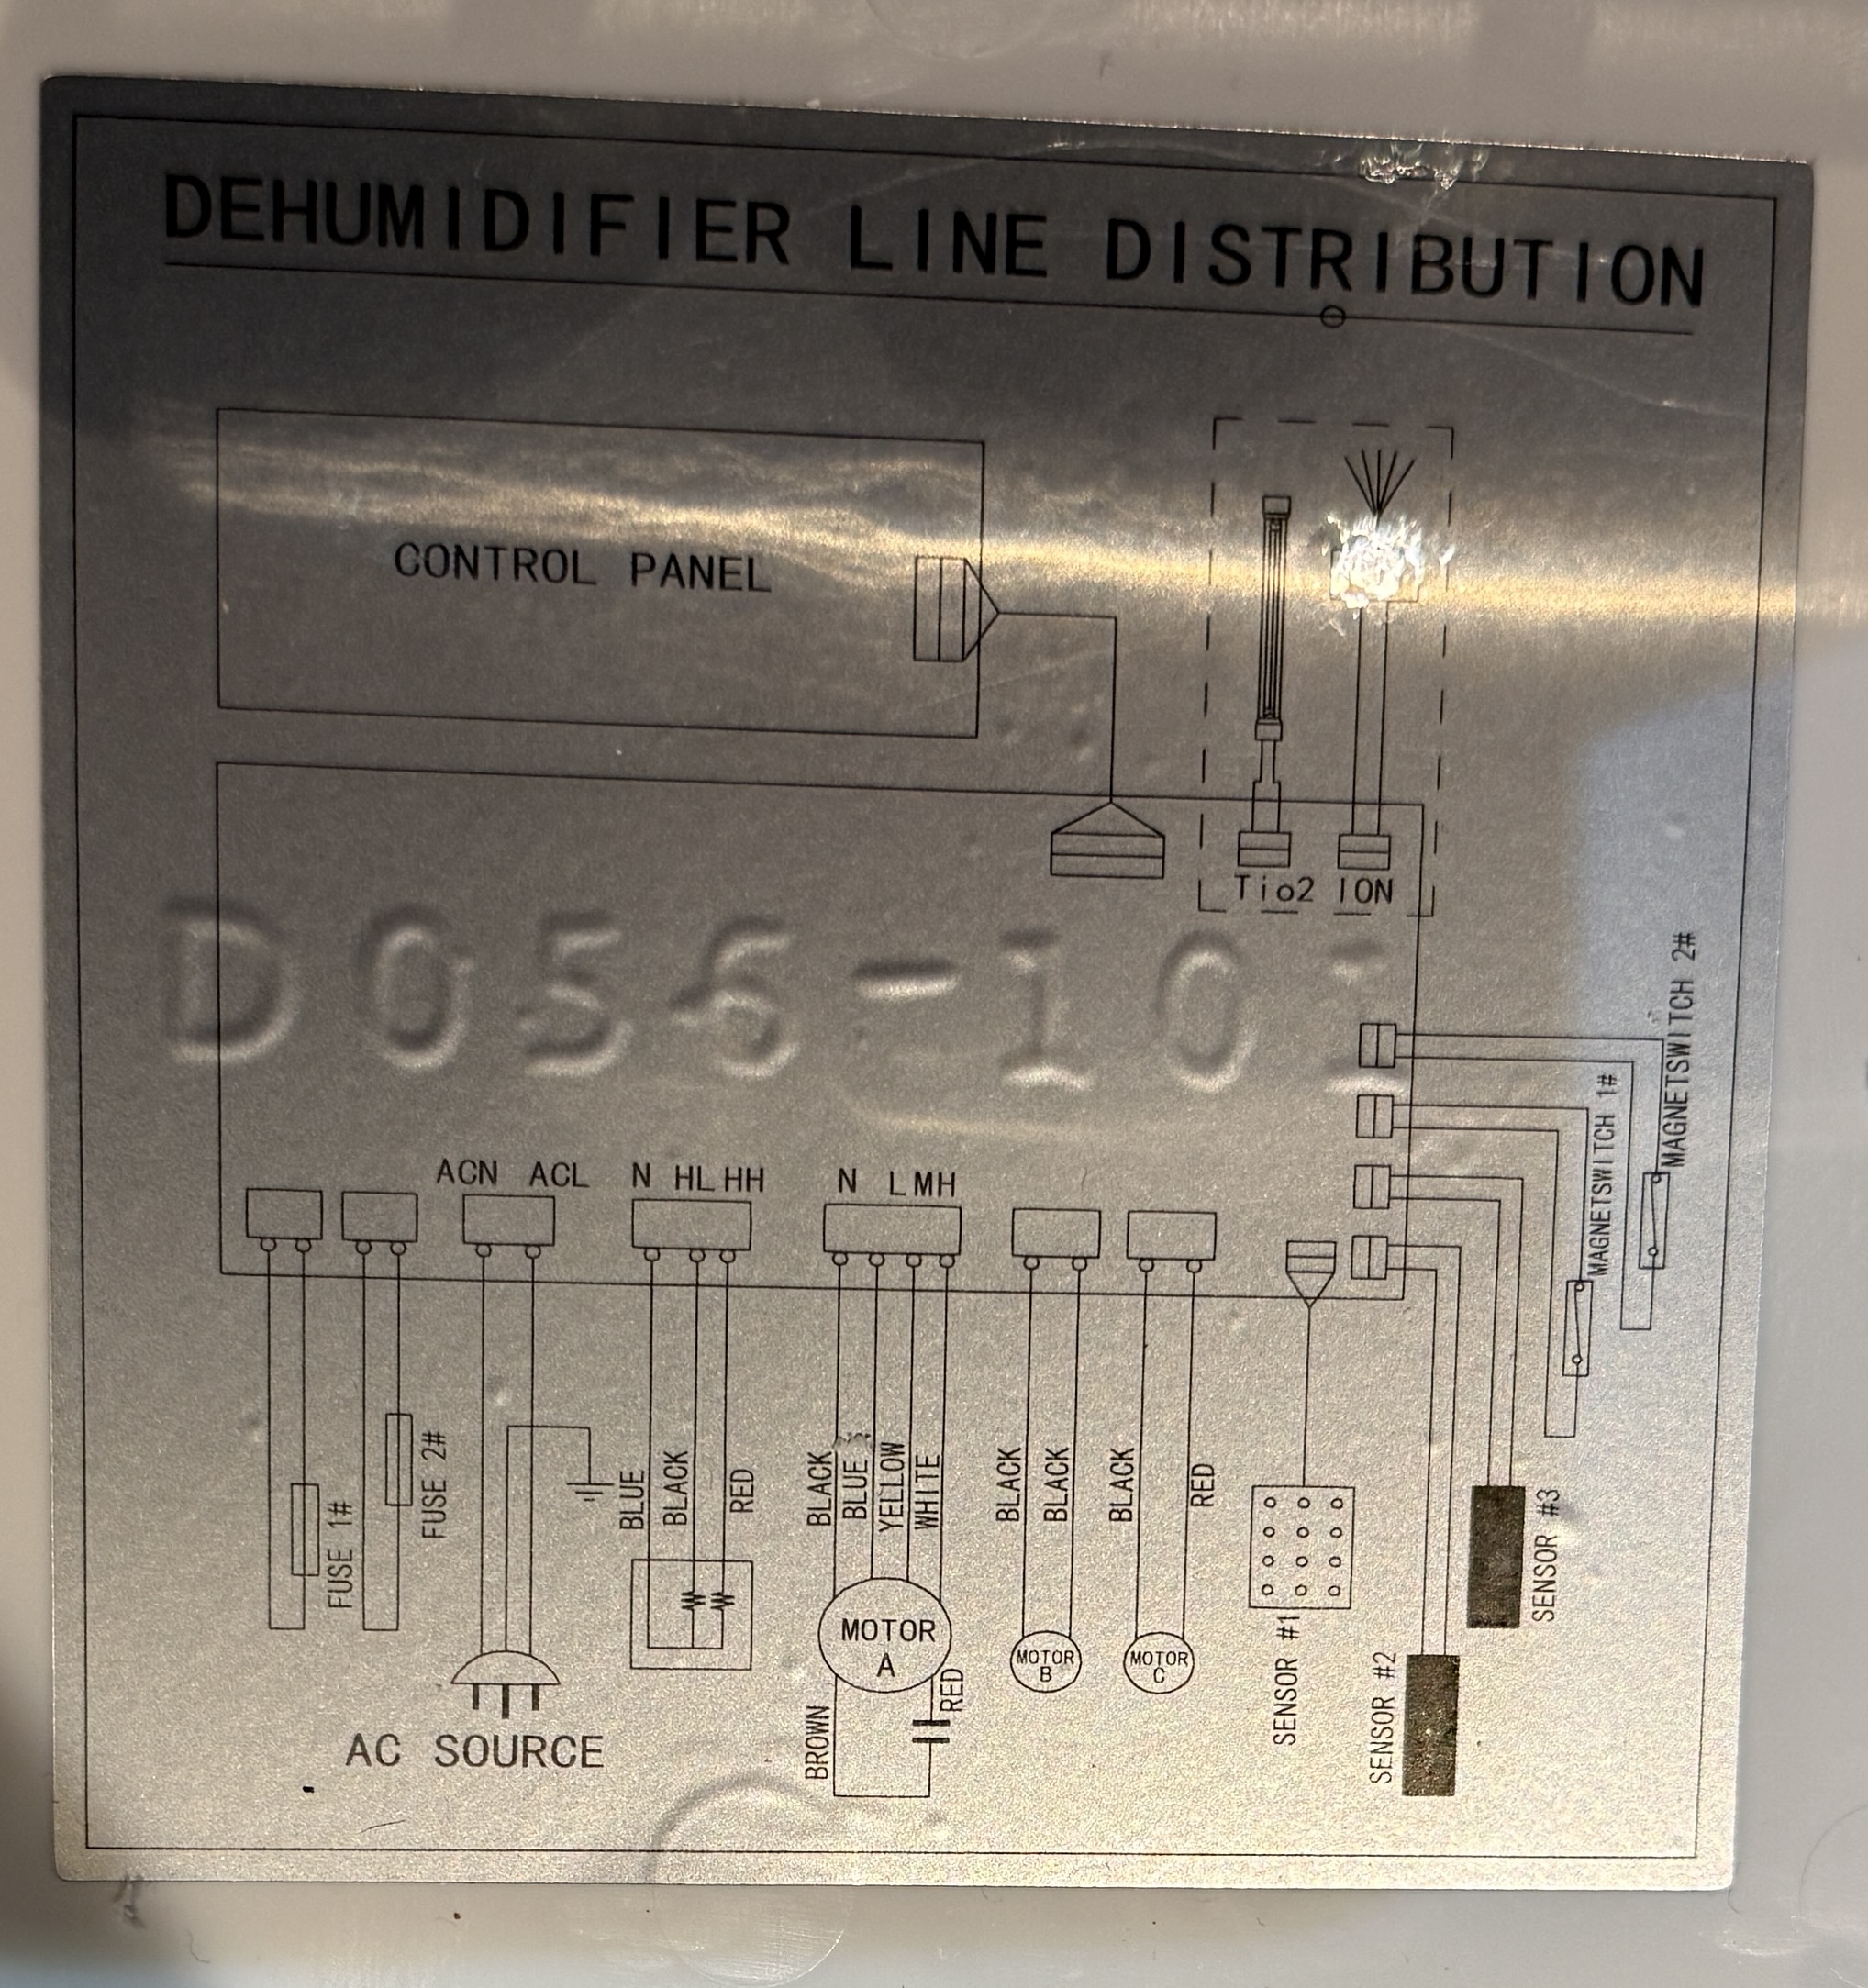 DEHUMIDIFIER LINE DISTRIBUTION
CONTROL PANEL
Tio2 ION
D056-101
MAGNETSWITCH 2#
MAGNETSWITCH 1#
ACN ACL N HL HH N L M H
FUSE 1#
FUSE 2#
BLUE
BLACK
RED
BLACK
BLUE
YELLOW
WHITE
BLACK
BLACK
BLACK
RED
MOTOR
A
MOTOR
B
MOTOR
C
BROWN
RED
SENSOR #1
SENSOR #2
SENSOR #3
AC SOURCE